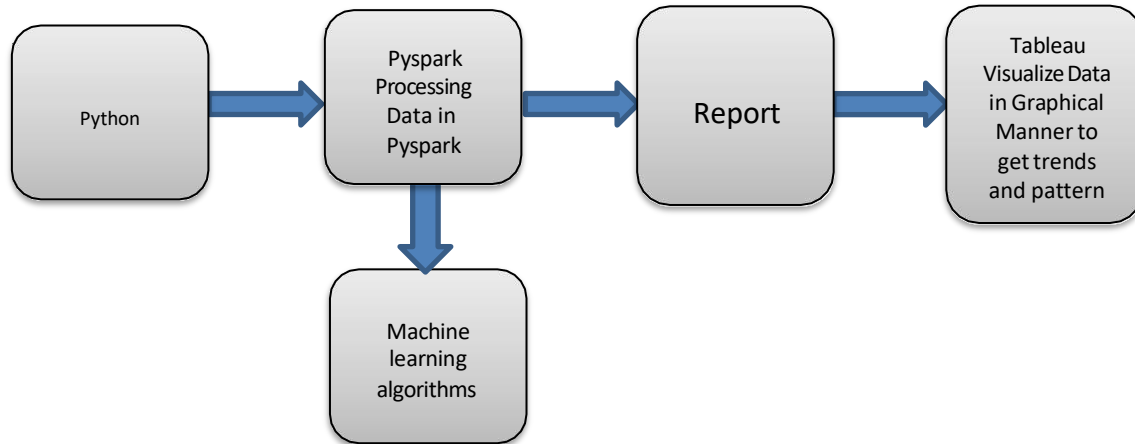 Python
Pyspark
Processing
Data in
Pyspark
Report
Tableau
Visualize Data
in Graphical
Manner to
get trends
and pattern
Machine
learning
algorithms